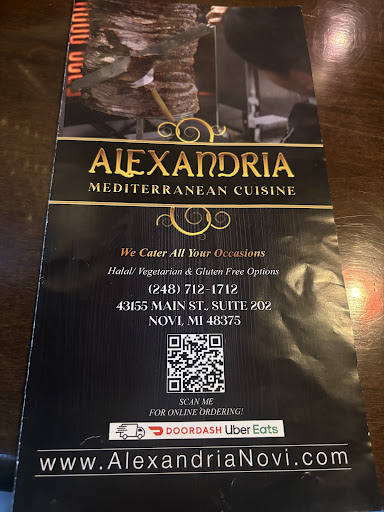 ALEXANDRIA
MEDITERRANEAN CUISINE
We Cater All Your Occasions
Halal/ Vegetarian & Gluten Free Options
(248) 712-1712
43155 MAIN ST., SUITE 202
NOVI, MI 48375
SCAN ME
FOR ONLINE ORDERING!
DOORDASH Uber Eats
www.AlexandriaNovi.com